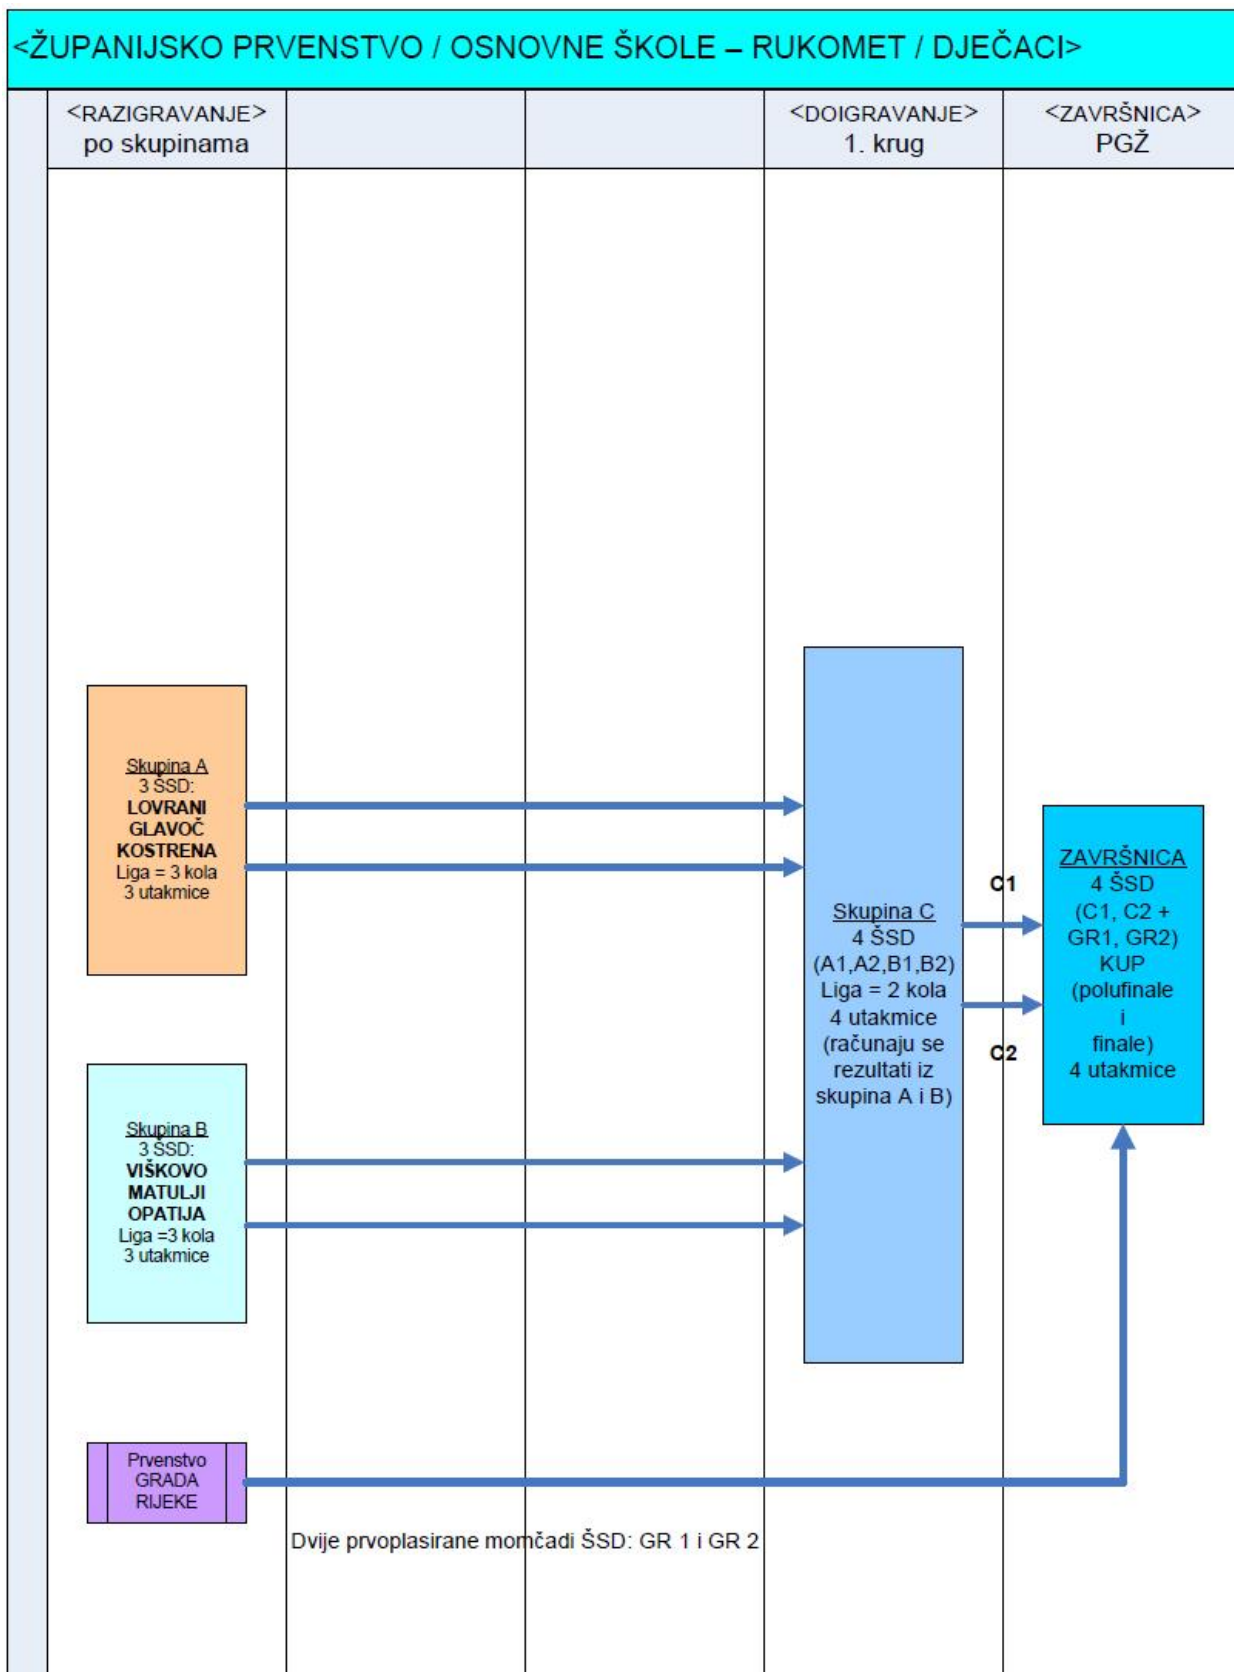 <ŽUPANIJSKO PRVENSTVO / OSNOVNE ŠKOLE – RUKOMET / DJEČACI>
<RAZIGRAVANJE>
po skupinama
<DOIGRAVANJE>
1. krug
<ZAVRŠNICA>
PGŽ
Skupina A
3 ŠSD:
LOVRANI
GLAVOČ
KOSTRENA
Liga = 3 kola
3 utakmice
Skupina B
3 ŠSD:
VIŠKOVO
MATULJI
OPATIJA
Liga =3 kola
3 utakmice
Skupina C
4 ŠSD
(A1,A2,B1,B2)
Liga = 2 kola
4 utakmice
(računaju se
rezultati iz
skupina A i B)
C1
C2
ZAVRŠNICA
4 ŠSD
(C1, C2 +
GR1, GR2)
KUP
(polufinale
i
finale)
4 utakmice
Prvenstvo
GRADA
RIJEKE
Dvije prvoplasirane momčadi ŠSD: GR 1 i GR 2